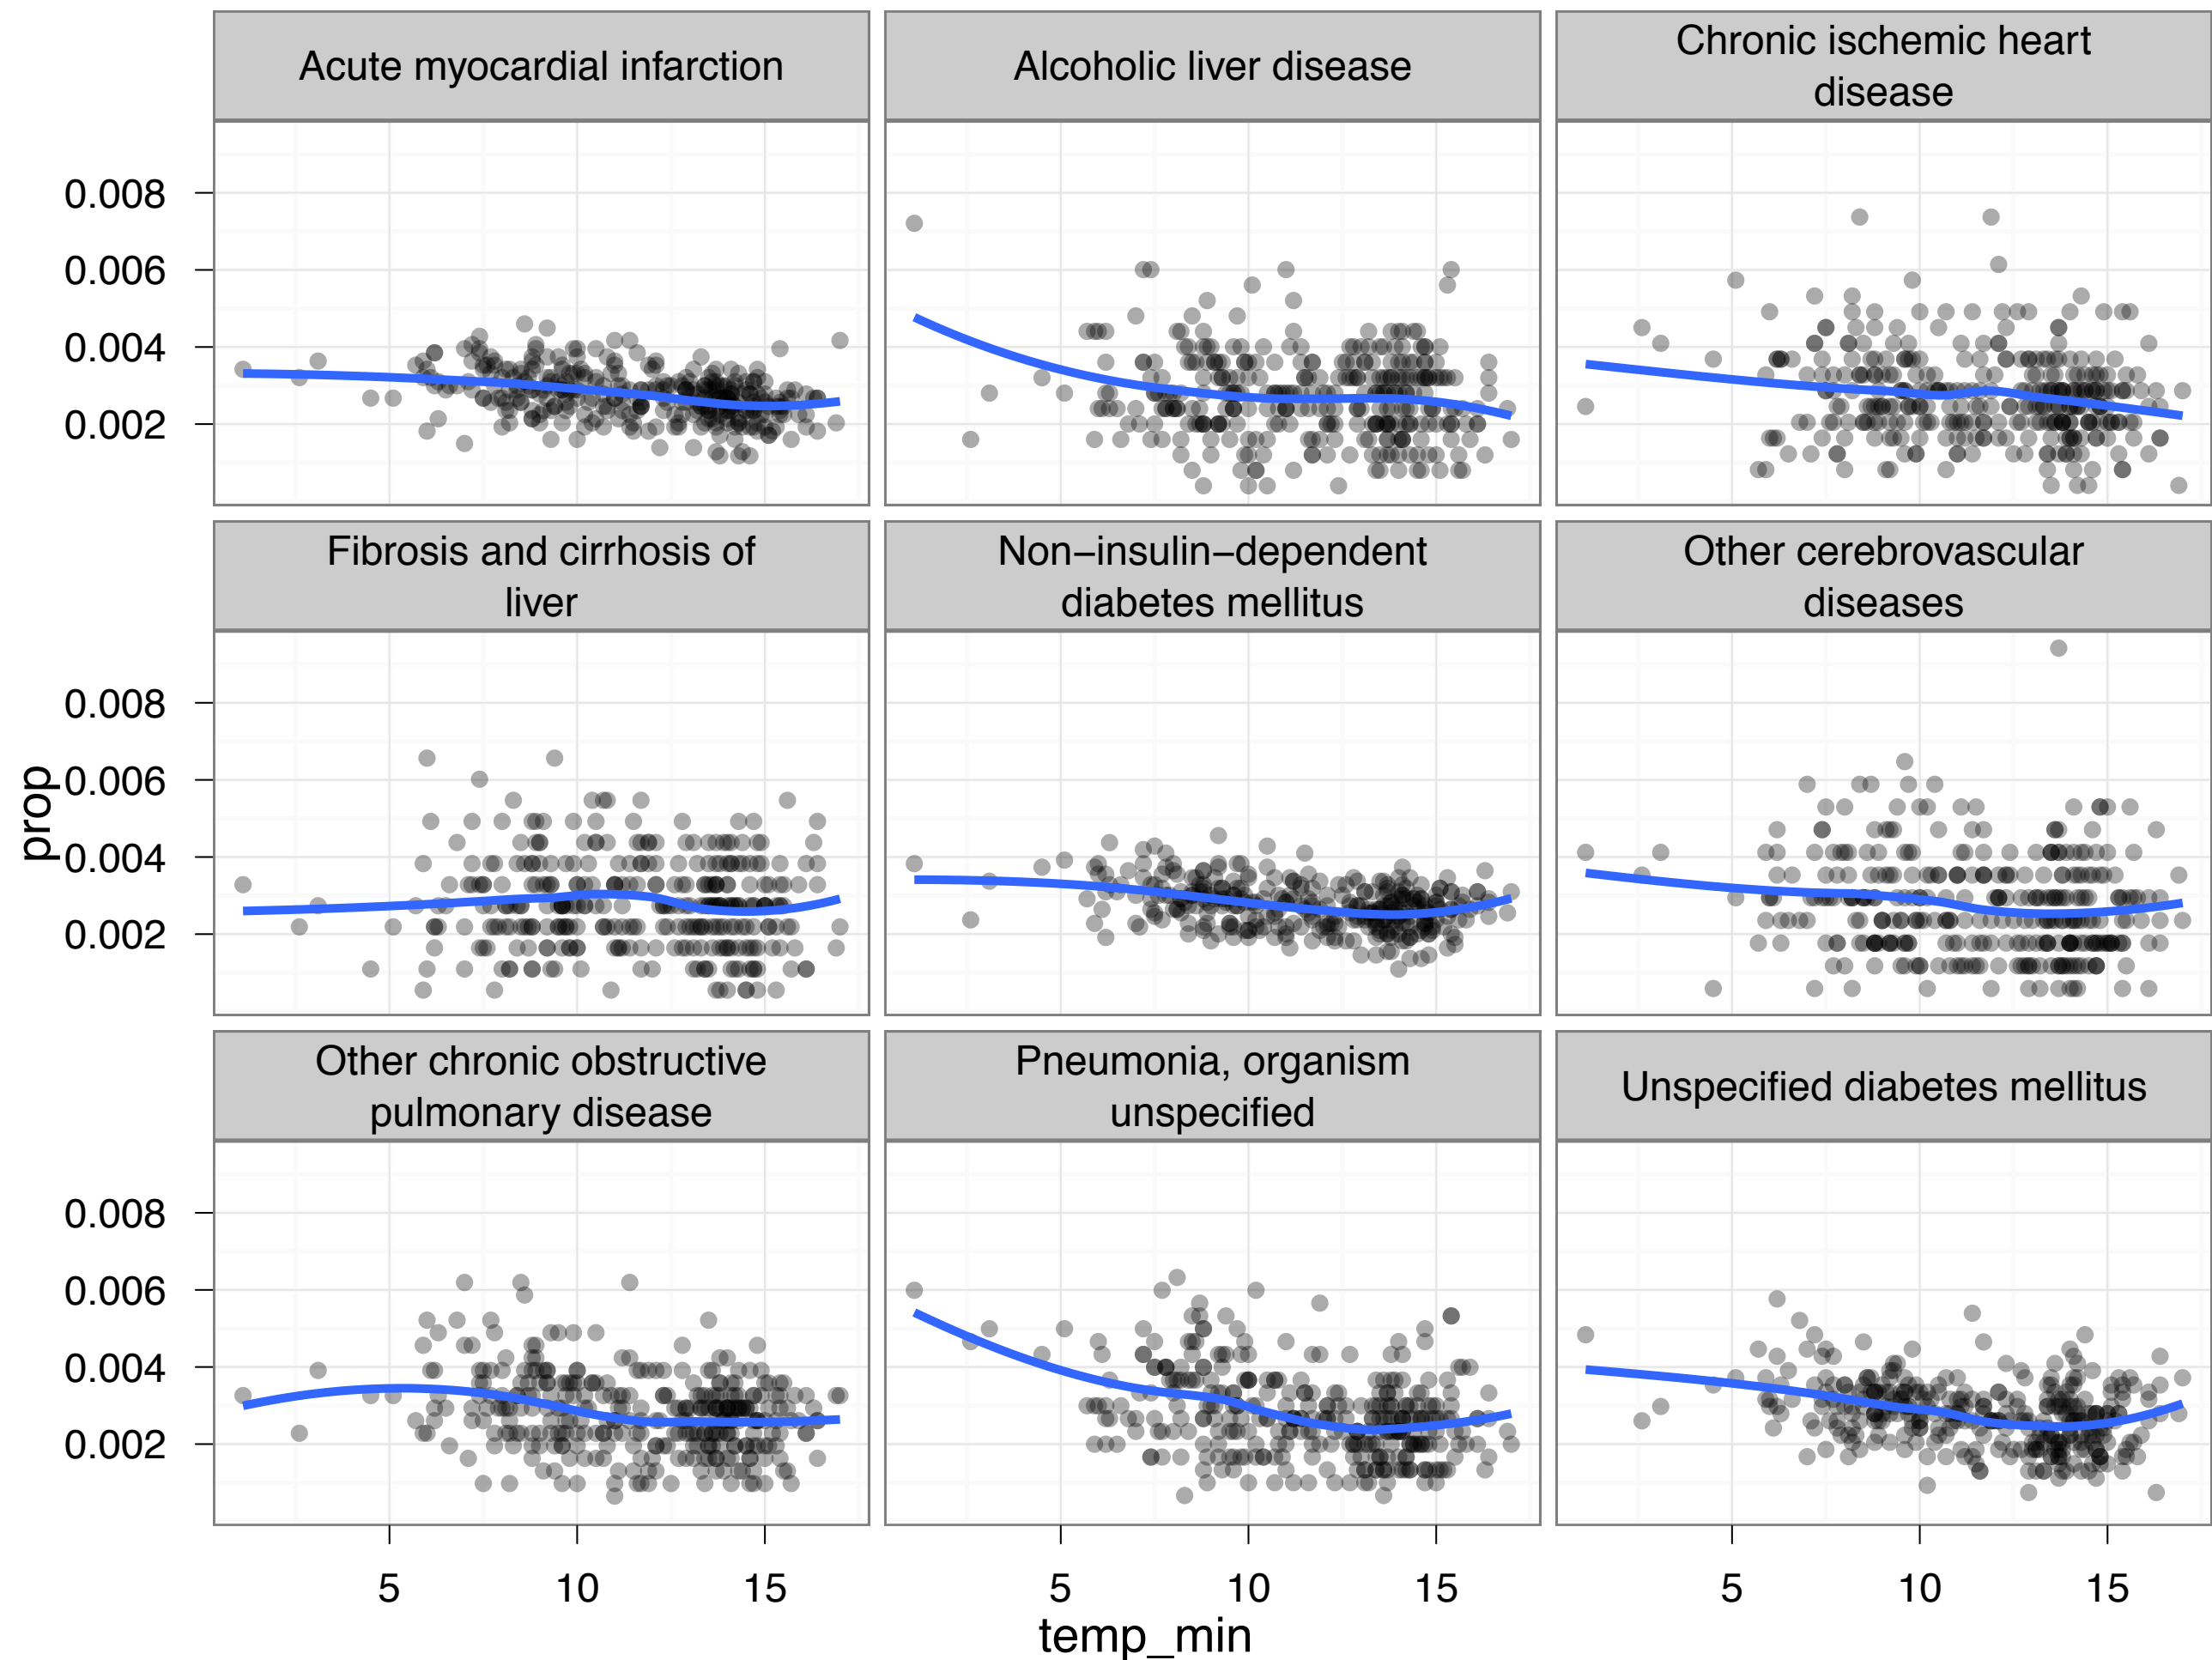 Acute myocardial infarction
Alcoholic liver disease
Chronic ischemic heart
disease
0.008
0.006
0.004
0.002
Fibrosis and cirrhosis of
liver
Non−insulin−dependent
diabetes mellitus
Other cerebrovascular
diseases
0.008
0.006
0.004
0.002
prop
Other chronic obstructive
pulmonary disease
Pneumonia, organism
unspecified
Unspecified diabetes mellitus
0.008
0.006
0.004
0.002
5 10 15 5 10 15 5 10 15
temp_min